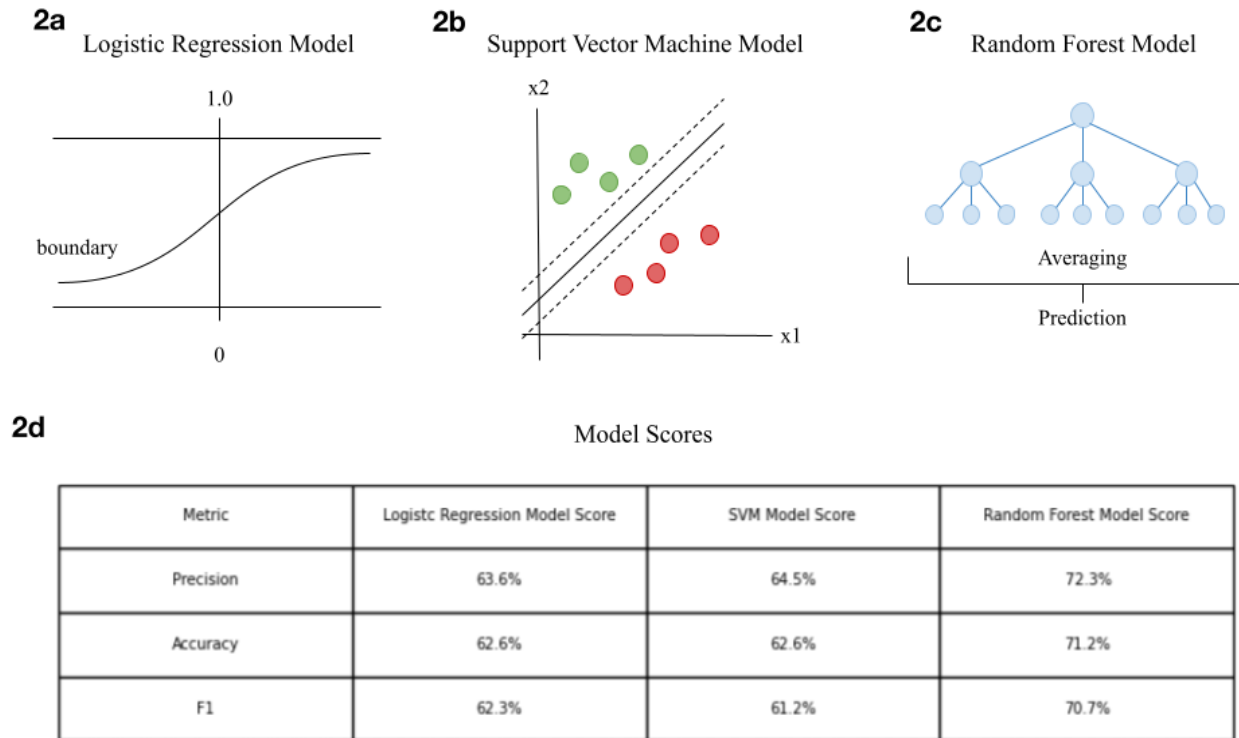 2a
Logistic Regression Model
1.0
boundary
0
2b
Support Vector Machine Model
x2
x1
2c
Random Forest Model
Averaging
Prediction
2d
Model Scores
Metric Logistc Regression Model Score SVM Model Score Random Forest Model Score
Precision 63.6% 64.5% 72.3%
Accuracy 62.6% 62.6% 71.2%
F1 62.3% 61.2% 70.7%